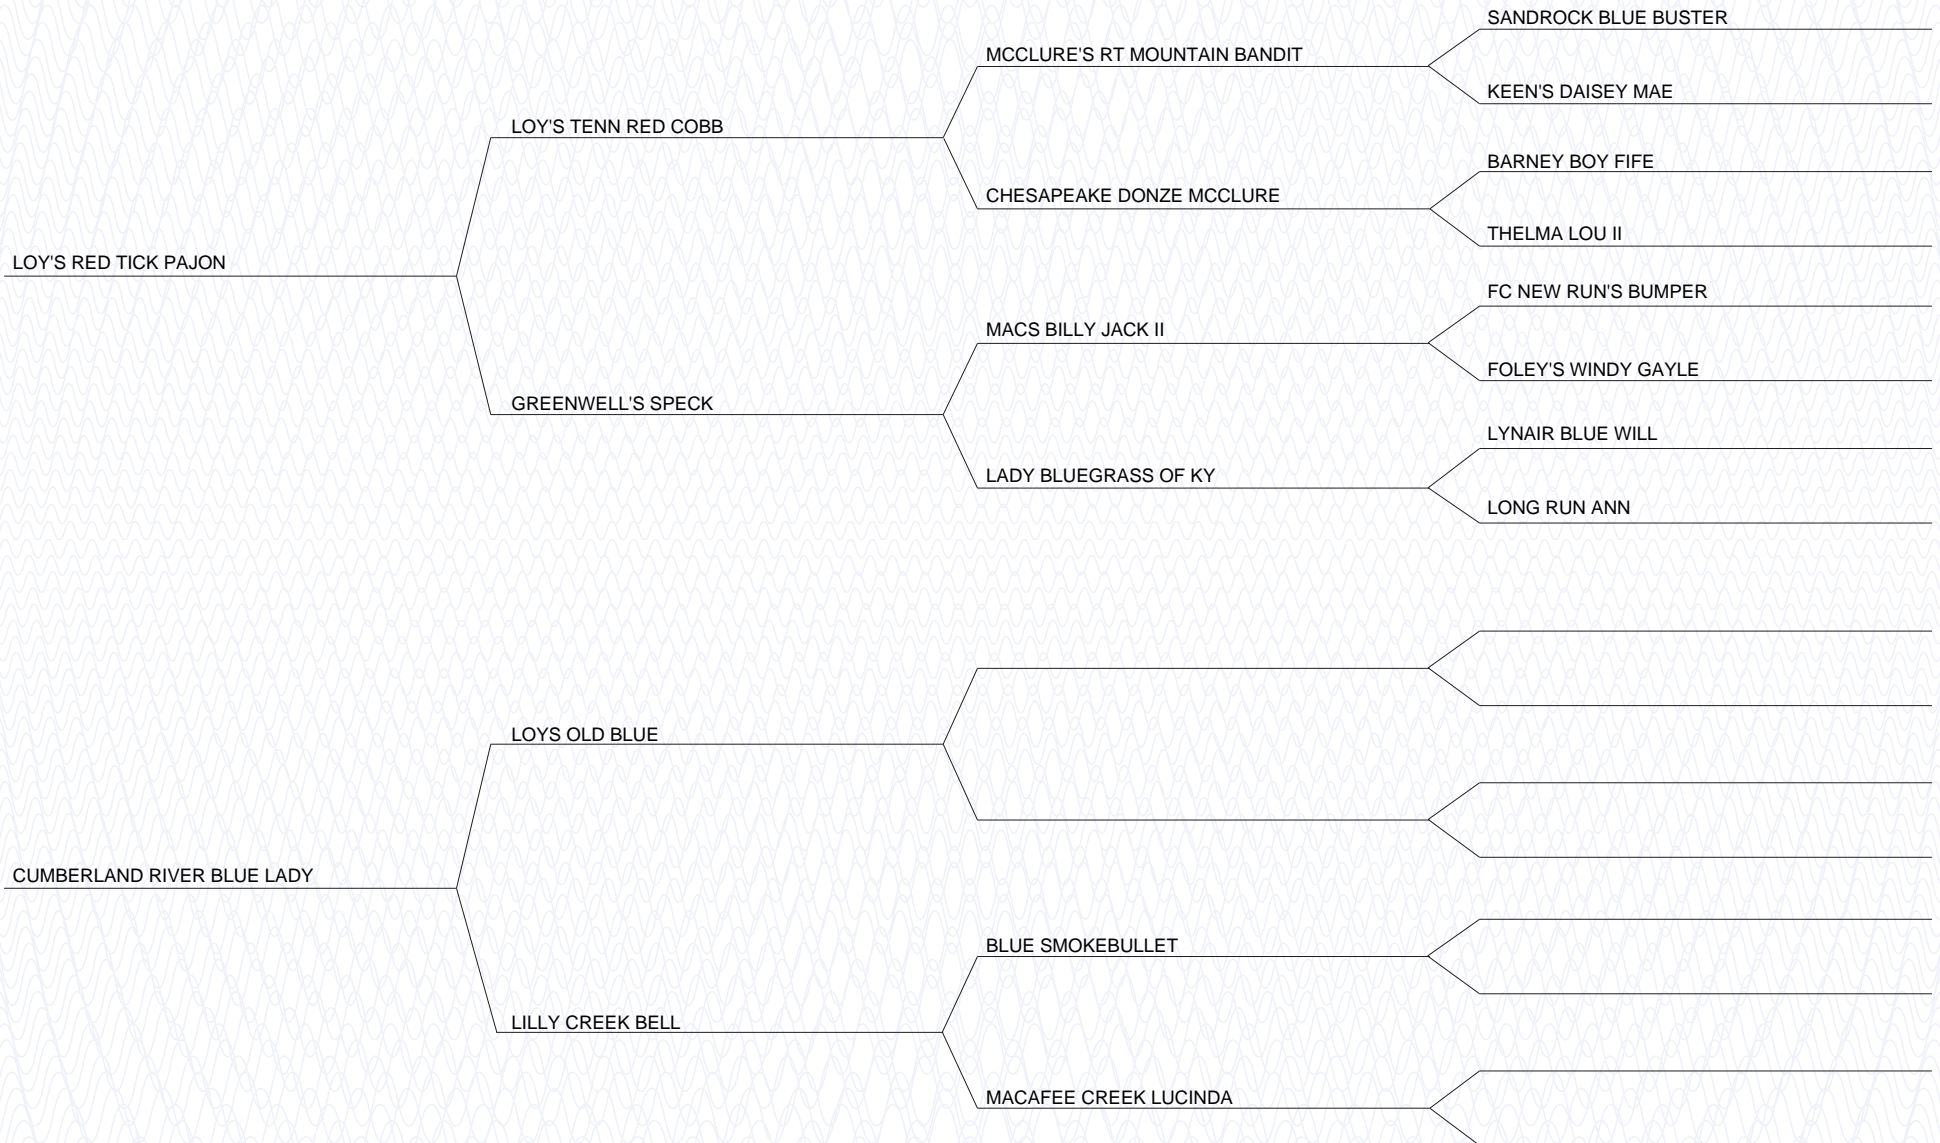 SANDROCK BLUE BUSTER
MCCLURE'S RT MOUNTAIN BANDIT
KEEN'S DAISEY MAE
LOY'S TENN RED COBB
BARNEY BOY FIFE
CHESAPEAKE DONZE MCCLURE
THELMA LOU II
LOY'S RED TICK PAJON
FC NEW RUN'S BUMPER
MACS BILLY JACK II
FOLEY'S WINDY GAYLE
GREENWELL'S SPECK
LYNAIR BLUE WILL
LADY BLUEGRASS OF KY
LONG RUN ANN
LOYS OLD BLUE
CUMBERLAND RIVER BLUE LADY
BLUE SMOKEBULLET
LILLY CREEK BELL
MACAFEE CREEK LUCINDA